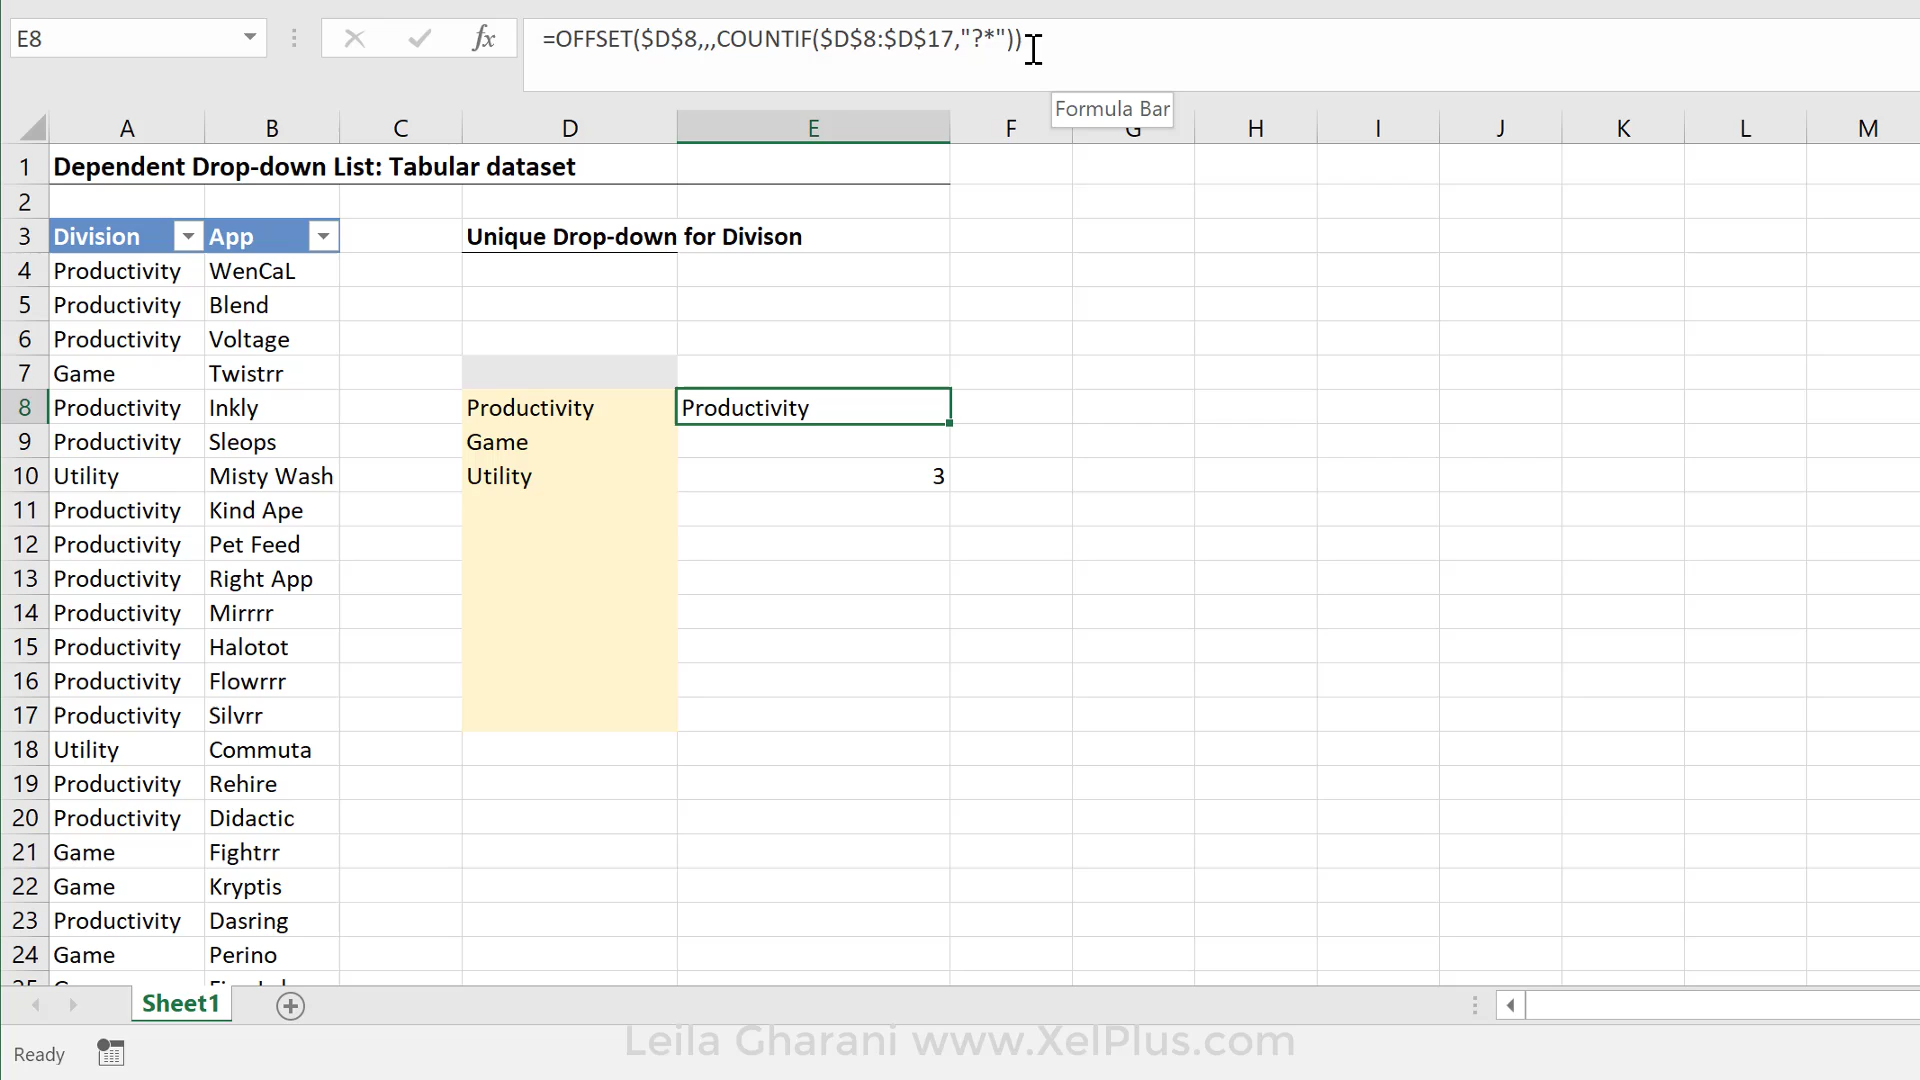 E8
fx
=OFFSET($D$8,,,COUNTIF($D$8:$D$17,"?*"))
Formula Bar
A B C D E F G H I J K L M
1 Dependent Drop-down List: Tabular dataset
2
3 Division App Unique Drop-down for Divison
4 Productivity WenCaL
5 Productivity Blend
6 Productivity Voltage
7 Game Twistrr
8 Productivity Inkly Productivity Productivity
9 Productivity Sleops Game
10 Utility Misty Wash Utility 3
11 Productivity Kind Ape
12 Productivity Pet Feed
13 Productivity Right App
14 Productivity Mirrrr
15 Productivity Halotot
16 Productivity Flowrrr
17 Productivity Silvrr
18 Utility Commuta
19 Productivity Rehire
20 Productivity Didactic
21 Game Fightrr
22 Game Kryptis
23 Productivity Dasring
24 Game Perino
Sheet1
Leila Gharani www.XelPlus.com
Ready